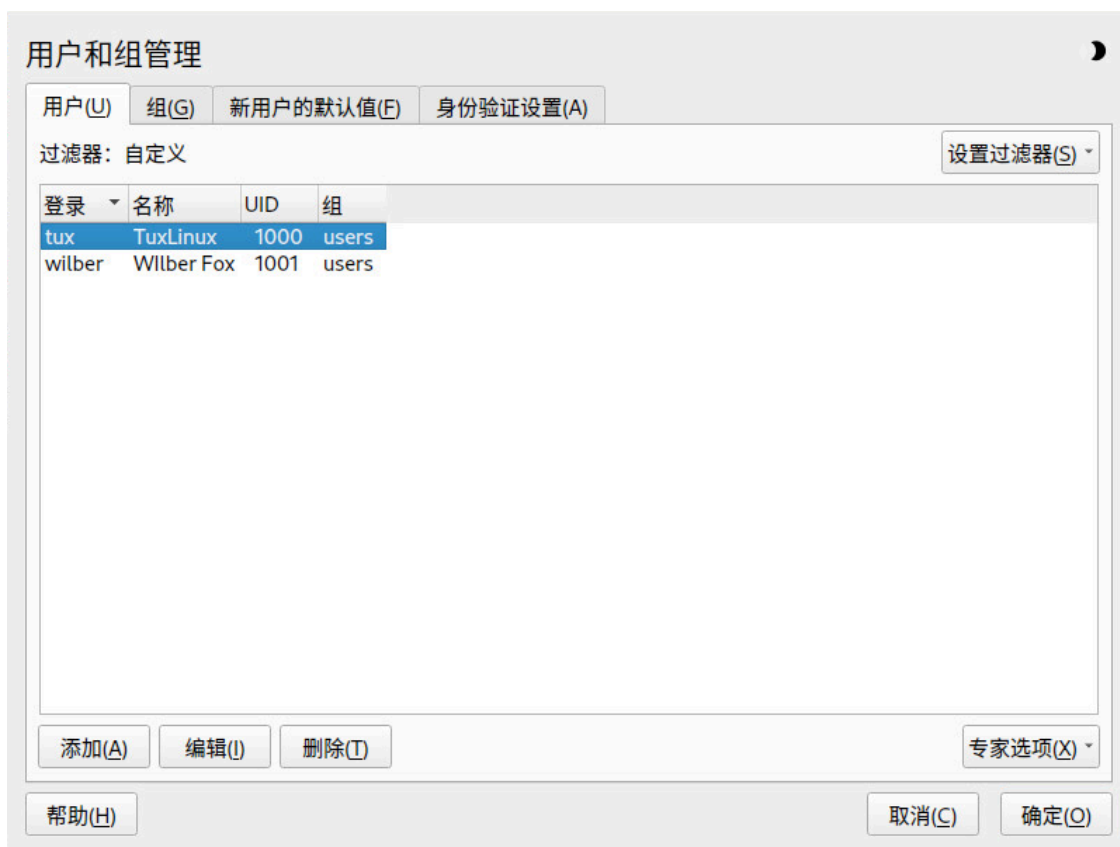 用户和组管理
用户(U) 组(G) 新用户的默认值(F) 身份验证设置(A)
过滤器：自定义 设置过滤器(S)
登录 名称 UID 组
tux TuxLinux 1000 users
wilber WIlber Fox 1001 users
添加(A) 编辑(I) 删除(T) 专家选项(X)
帮助(H) 取消(C) 确定(O)